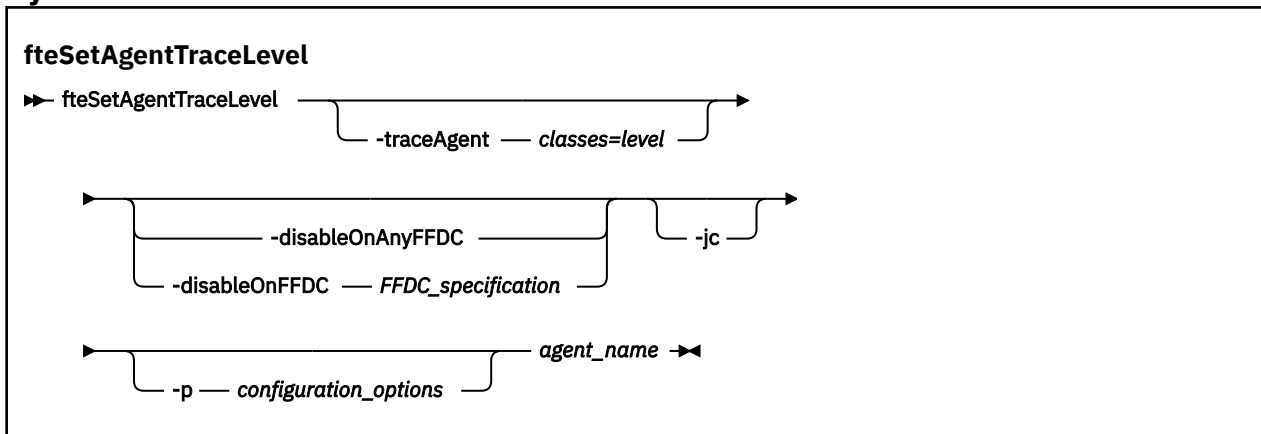 fteSetAgentTraceLevel
fteSetAgentTraceLevel
-traceAgent classes=level
-disableOnAnyFFDC
-jc
-disableOnFFDC FFDC_specification
agent_name
-p configuration_options